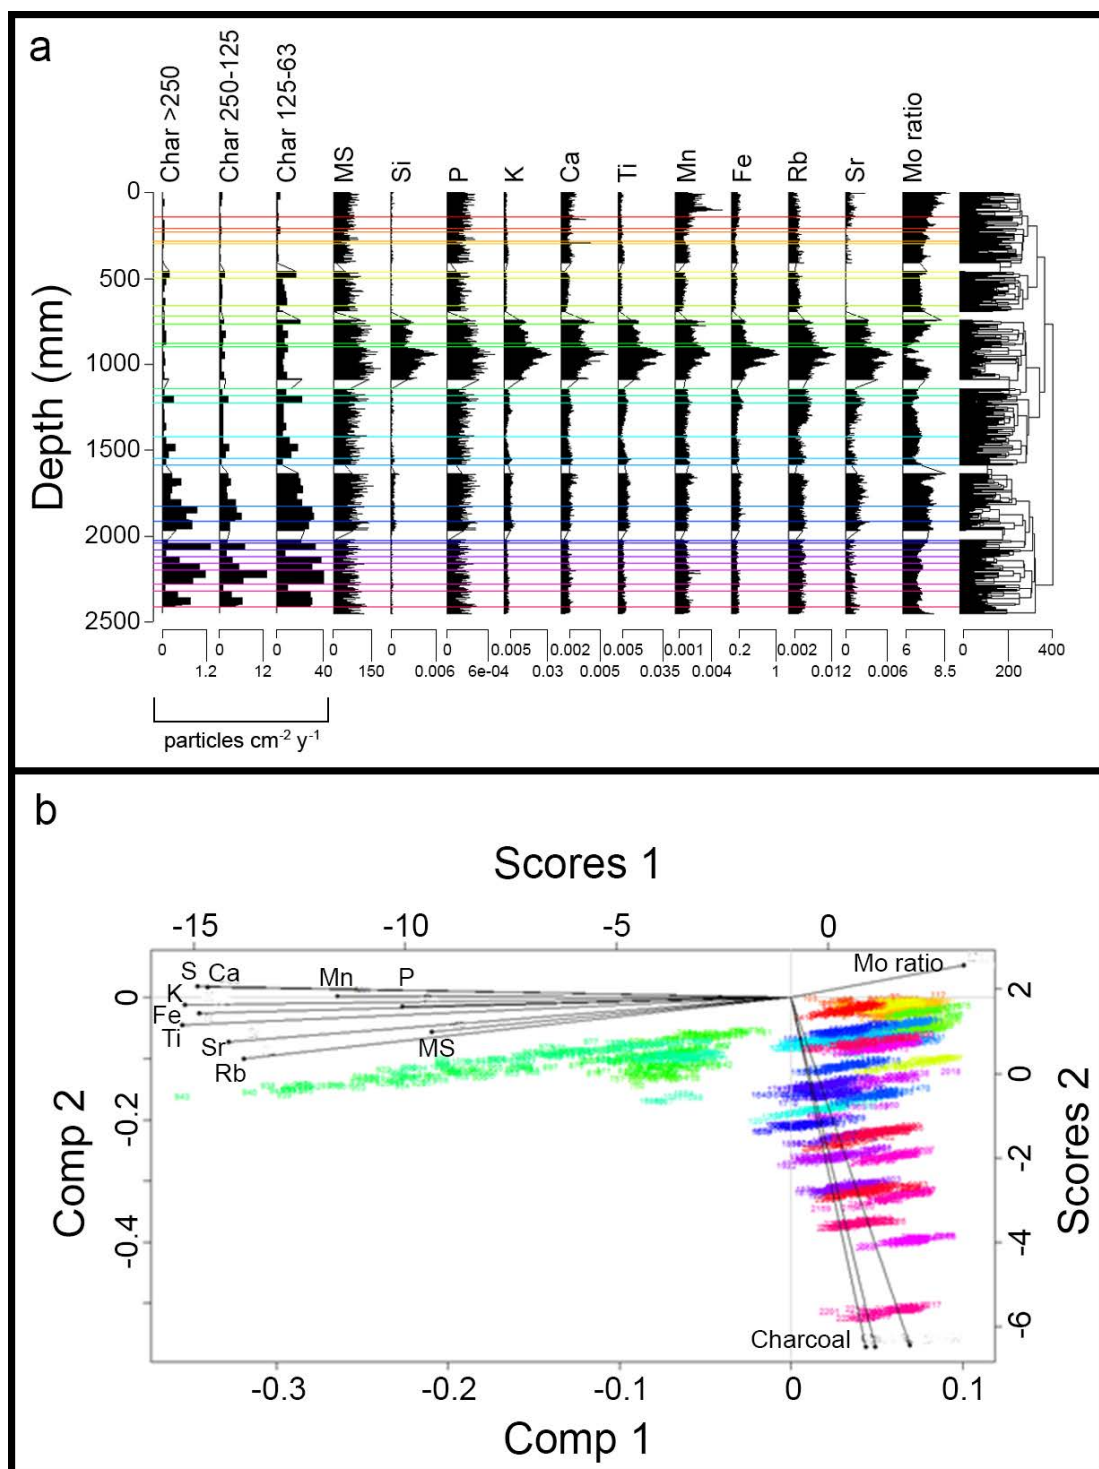 a
Char >250
Char 250-125
Char 125-63
MS
Si
P
K
Ca
Ti
Mn
Fe
Rb
Sr
Mo ratio
Depth (mm)
0
500
1000
1500
2000
2500
0 0 0 0 0 0 0.005 0.002 0.005 0.001 0.2 0.002 0 6 0 200 400
1.2 12 40 150 0.006 6e-04 0.03 0.005 0.035 0.004 1 0.012 0.006 8.5
particles cm⁻² y⁻¹
b
Scores 1
-15 -10 -5 0
S Ca Mn P Mo ratio
K
Fe
Ti
Sr
Rb
MS
Charcoal
Comp 2
0
-0.2
-0.4
Scores 2
2
0
-2
-4
-6
-0.3 -0.2 -0.1 0 0.1
Comp 1